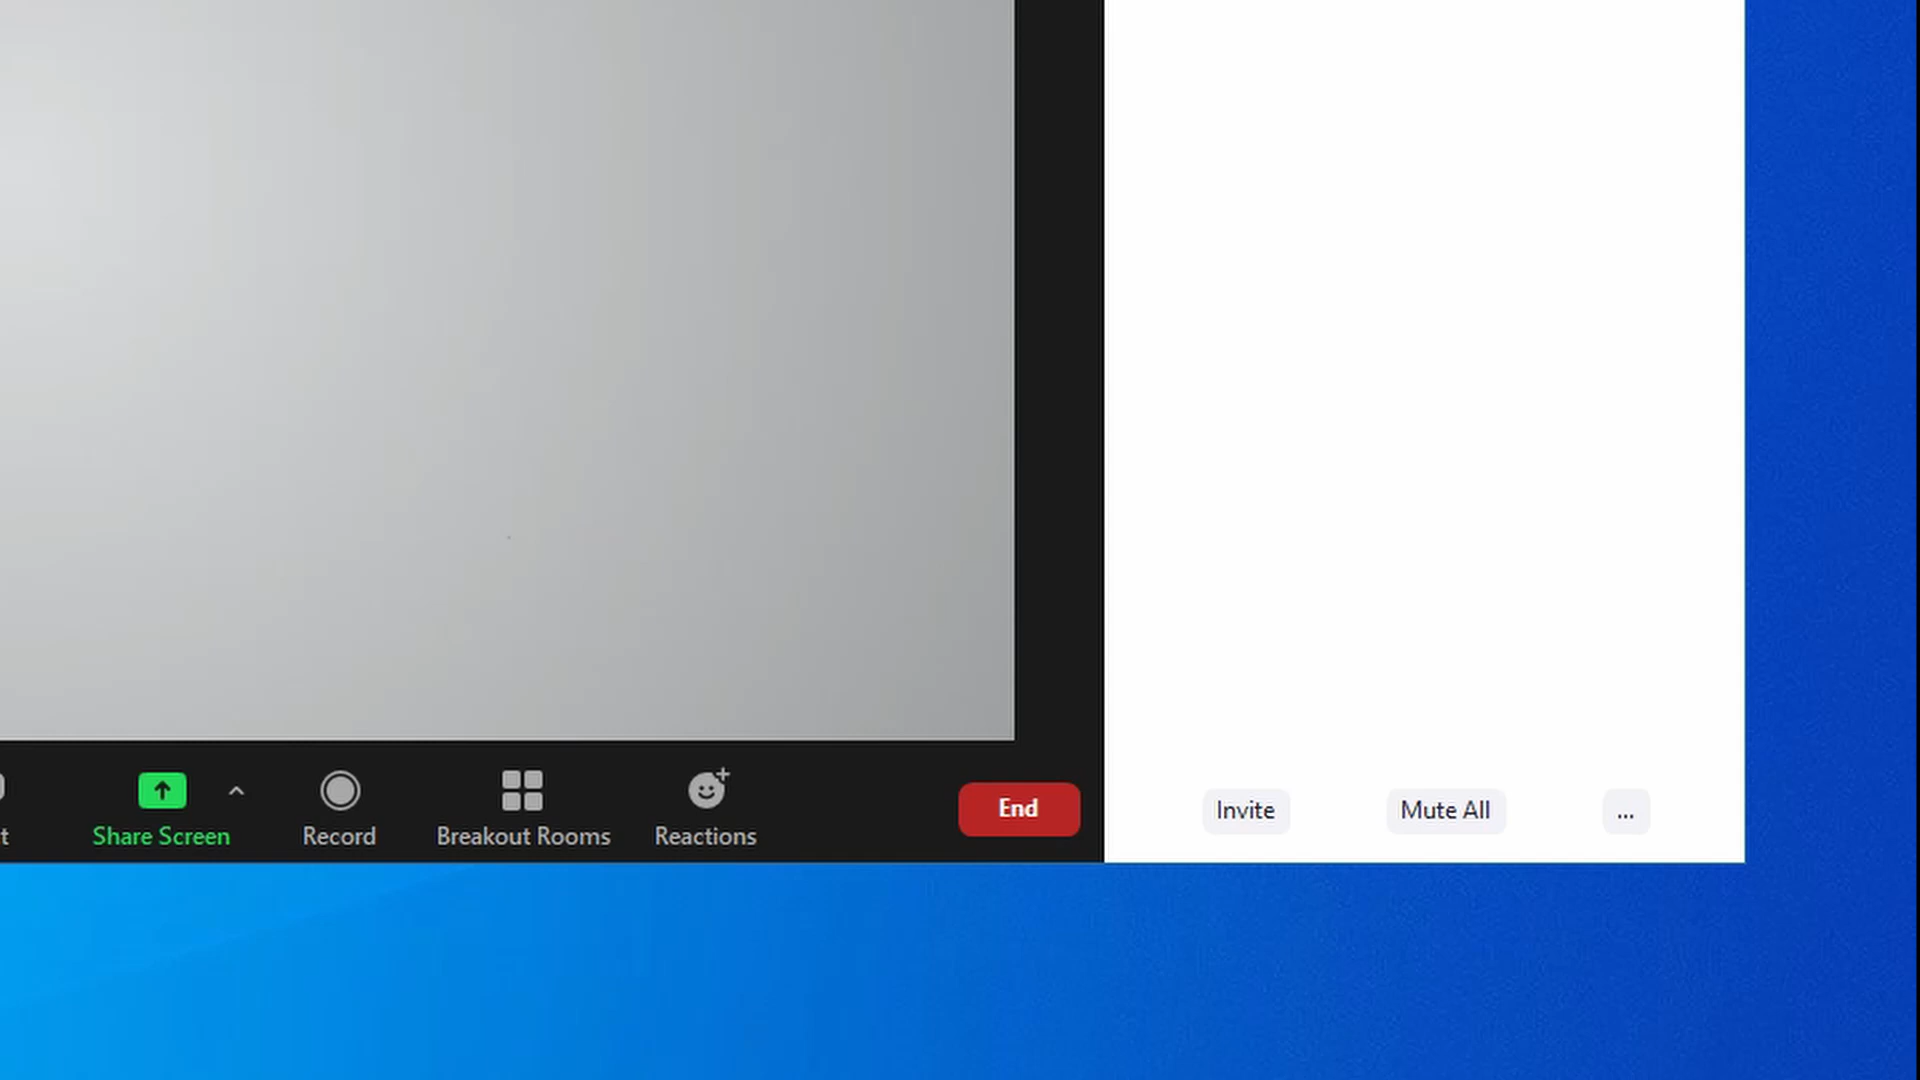 t
Share Screen
Record
Breakout Rooms
Reactions
End
Invite
Mute All
...